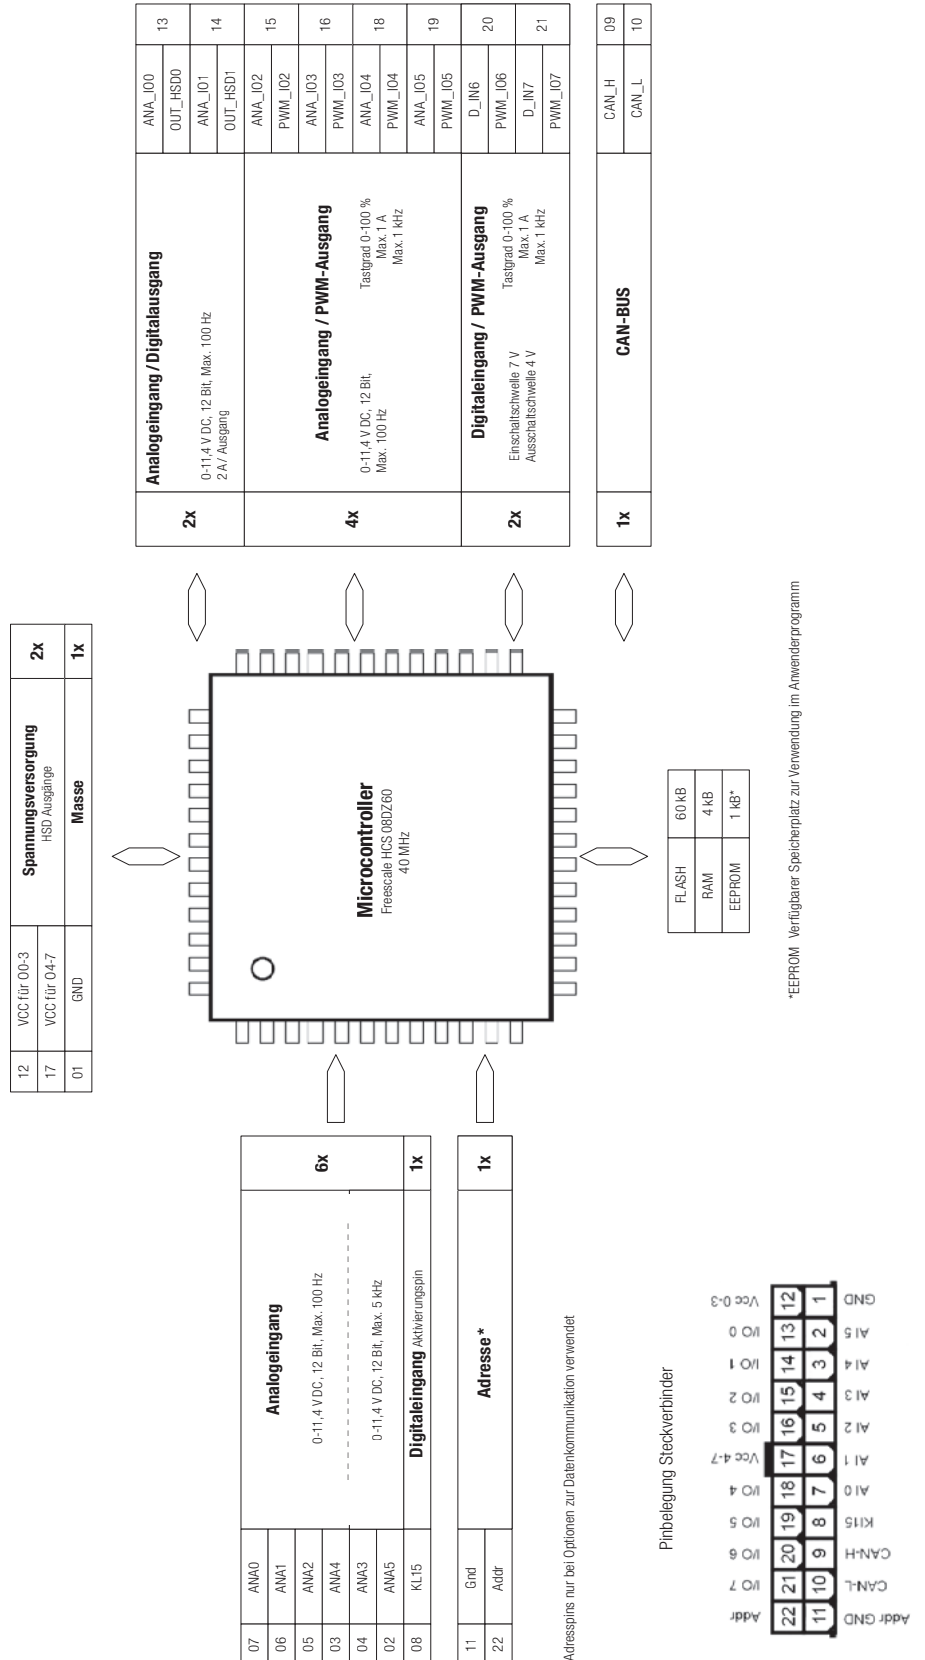 12 VCC für 00-3 Spannungsversorgung 2x
17 VCC für 04-7 HSD Ausgänge
01 GND Masse 1x
07 ANA0 Analogeingang 6x
06 ANA1
05 ANA2 0-11,4 V DC, 12 Bit, Max. 100 Hz
03 ANA4
04 ANA3 0-11,4 V DC, 12 Bit, Max. 5 kHz
02 ANA5
08 KL15 Digitaleingang Aktivierungspin 1x
11 Gnd Adresse* 1x
22 Addr
Adresspins nur bei Optionen zur Datenkommunikation verwendet
Microcontroller
Freescale HCS 08DZ60
40 MHz
2x Analogeingang / Digitalausgang ANA_IO0 13
OUT_HSD0
0-11,4 V DC, 12 Bit, Max. 100 Hz ANA_IO1 14
2 A / Ausgang OUT_HSD1
4x Analogeingang / PWM-Ausgang ANA_IO2 15
PWM_IO2
ANA_IO3 16
PWM_IO3
0-11,4 V DC, 12 Bit, Tastgrad 0-100 % ANA_IO4 18
Max. 100 Hz Max. 1 A PWM_IO4
Max. 1 kHz ANA_IO5 19
PWM_IO5
2x Digitaleingang / PWM-Ausgang D_IN6 20
PWM_IO6
Einschaltschwelle 7 V Tastgrad 0-100 % D_IN7 21
Ausschaltschwelle 4 V Max. 1 A PWM_IO7
Max. 1 kHz
1x CAN-BUS CAN_H 09
CAN_L 10
FLASH 60 kB
RAM 4 kB
EEPROM 1 kB*
*EEPROM Verfügbarer Speicherplatz zur Verwendung im Anwenderprogramm
Pinbelegung Steckverbinder
Addr I/O 7 I/O 6 I/O 5 I/O 4 Vcc 4-7 I/O 3 I/O 2 I/O 1 I/O 0 Vcc 0-3
22 21 20 19 18 17 16 15 14 13 12
11 10 9 8 7 6 5 4 3 2 1
Addr GND CAN-L CAN-H Kl15 AI 0 AI 1 AI 2 AI 3 AI 4 AI 5 GND